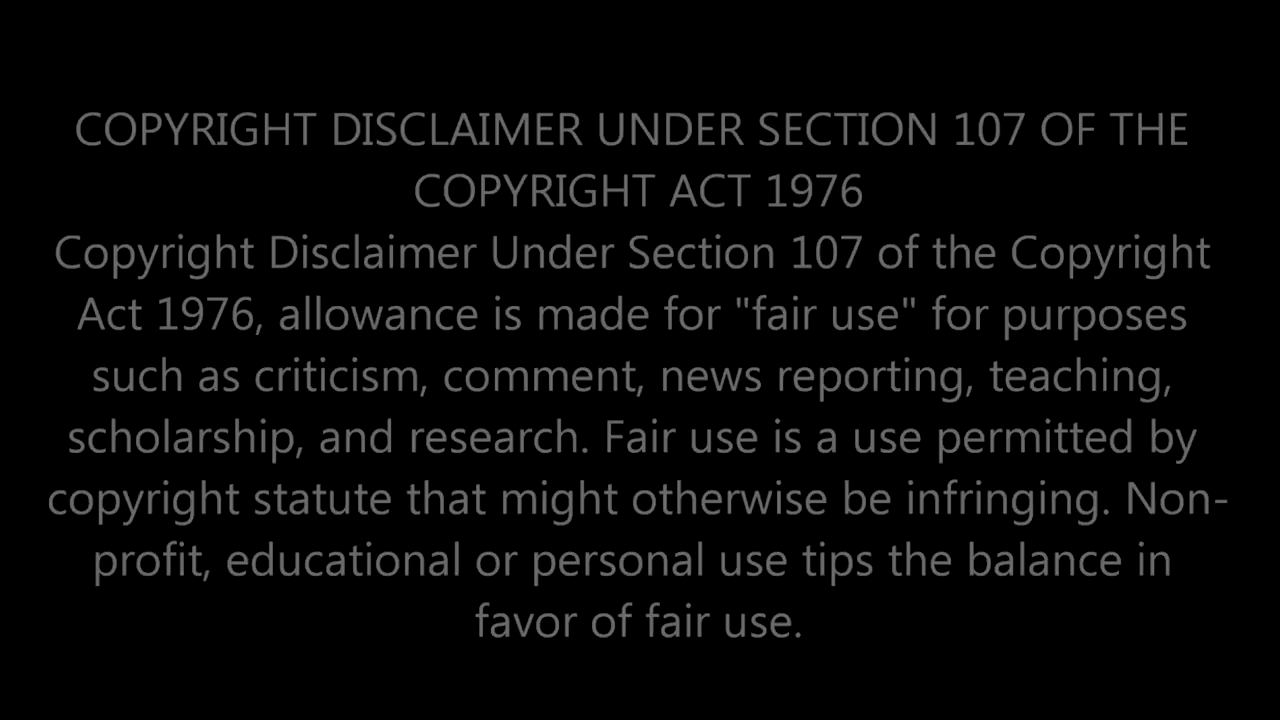 COPYRIGHT DISCLAIMER UNDER SECTION 107 OF THE
COPYRIGHT ACT 1976
Copyright Disclaimer Under Section 107 of the Copyright
Act 1976, allowance is made for "fair use" for purposes
such as criticism, comment, news reporting, teaching,
scholarship, and research. Fair use is a use permitted by
copyright statute that might otherwise be infringing. Non-
profit, educational or personal use tips the balance in
favor of fair use.